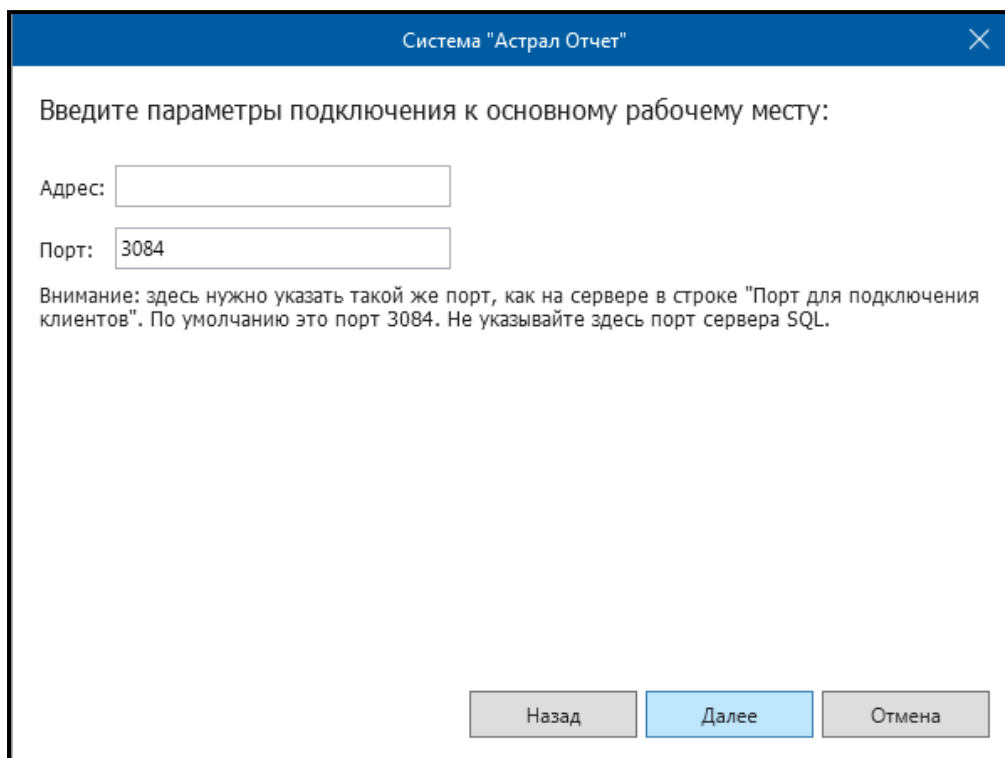 Система "Астрал Отчет"
Введите параметры подключения к основному рабочему месту:
Адрес:
Порт: 3084
Внимание: здесь нужно указать такой же порт, как на сервере в строке "Порт для подключения
клиентов". По умолчанию это порт 3084. Не указывайте здесь порт сервера SQL.
Назад Далее Отмена